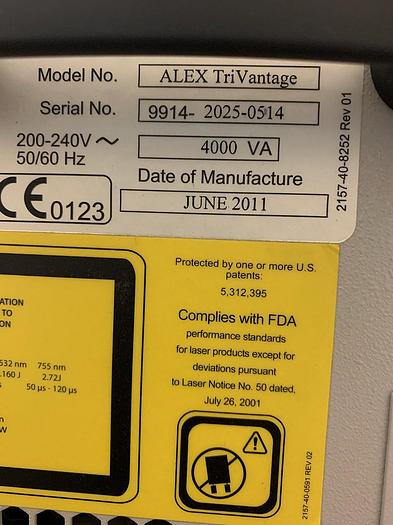 Model No. ALEX TriVantage
Serial No. 9914- 2025-0514
200-240V ~ 4000 VA
50/60 Hz
Date of Manufacture
CE 0123 JUNE 2011
2157-40-8252 Rev 01
Protected by one or more U.S.
patents:
5,312,395
Complies with FDA
performance standards
for laser products except for
deviations pursuant
to Laser Notice No. 50 dated,
July 26, 2001
2157-40-0591 REV 02
ATION
TO
ON
532 nm 755 nm
.160 J 2.72J
50 µs - 120 µs
W